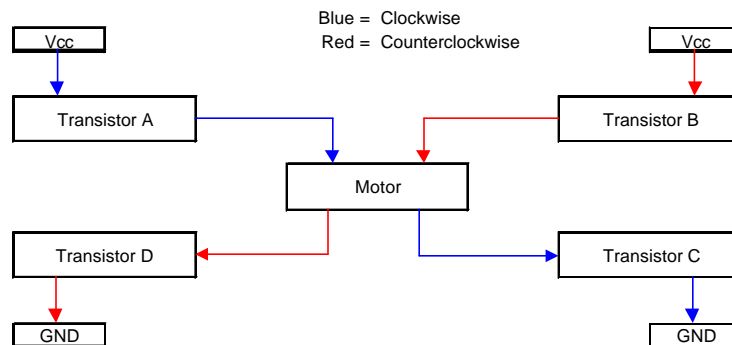 Blue = Clockwise
Red = Counterclockwise
Vcc
Vcc
Transistor A
Transistor B
Motor
Transistor D
Transistor C
GND
GND